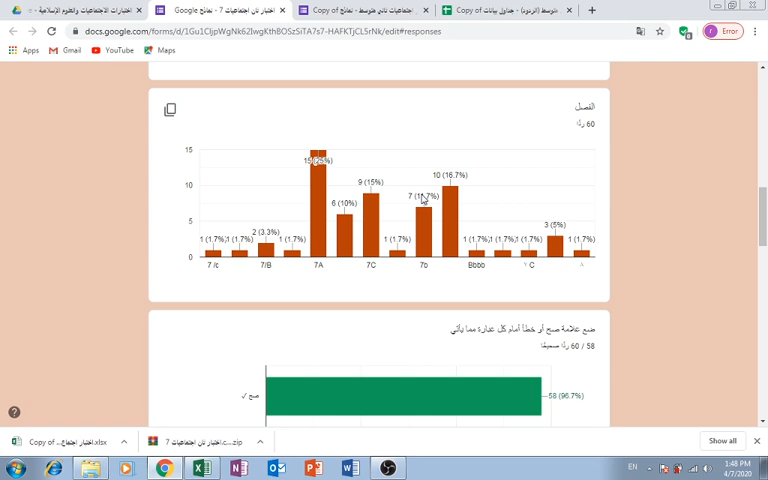 اختبارات الاجتماعيات والعلوم الإسلامية -
اختبار ثان اجتماعيات 7 - نماذج Google
Copy of اجتماعيات ثاني متوسط - نماذج
Copy of متوسط (الردود) - جداول بيانات
docs.google.com/forms/d/1Gu1CljpWgNk62IwgKthBOSzSiTA7s7-HAFKTjCL5rNk/edit#responses
r Error
Apps Gmail YouTube Maps
الفصل
60 ردًا
15
10
5
0
1 (1.7%)
1 (1.7%)
2 (3.3%)
1 (1.7%)
15 (25%)
6 (10%)
9 (15%)
1 (1.7%)
7 (11.7%)
10 (16.7%)
1 (1.7%)
1 (1.7%)
1 (1.7%)
3 (5%)
1 (1.7%)
7/B 7A 7C 7b Bbbb C
ضع علامة صح أو خطأ أمام كل عبارة مما يأتي
58 / 60 ردًا صحيحًا
صح ✓
58 (96.7%)
Copy of اختبار اجتماع....xlsx
اختبار ثان اجتماعيات 7.c....zip
Show all
EN
1:48 PM
4/7/2020